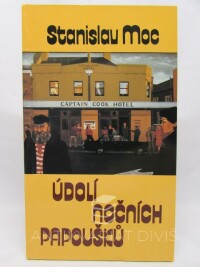 Stanislav Moc
CAPTAIN COOK HOTEL
ÚDOLÍ
NOČNÍCH
PAPOUŠKŮ